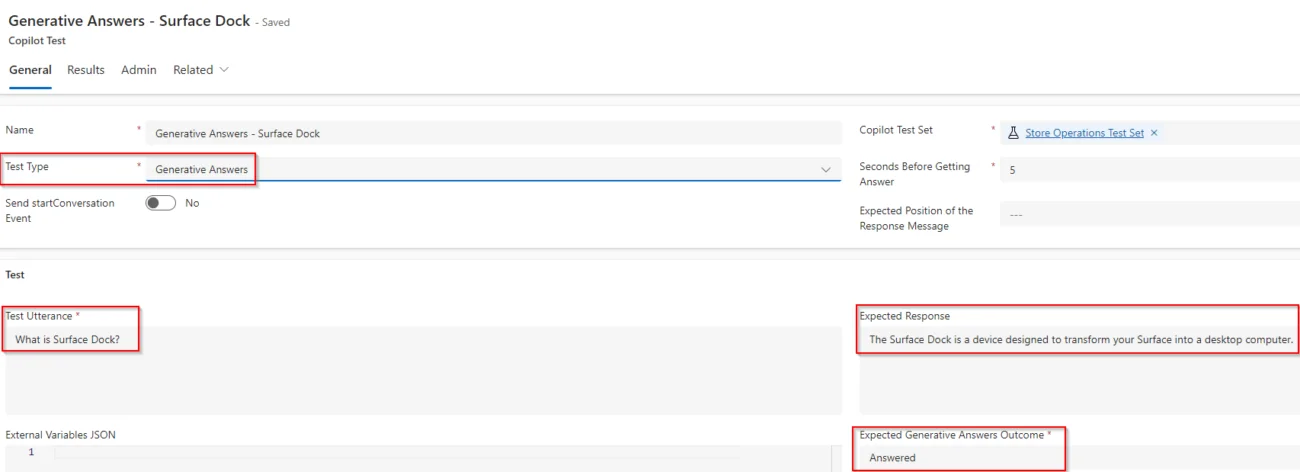 Generative Answers - Surface Dock - Saved
Copilot Test
General Results Admin Related
Name * Generative Answers - Surface Dock
Copilot Test Set * Store Operations Test Set ×
Test Type * Generative Answers
Seconds Before Getting
Answer * 5
Send startConversation
Event No
Expected Position of the
Response Message ---
Test
Test Utterance *
What is Surface Dock?
Expected Response
The Surface Dock is a device designed to transform your Surface into a desktop computer.
External Variables JSON
1
Expected Generative Answers Outcome *
Answered